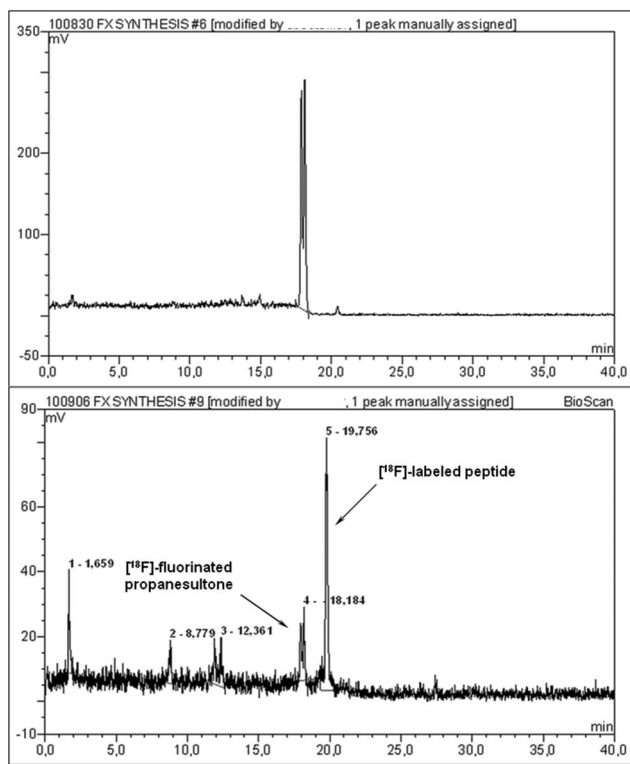 100830 FX SYNTHESIS #6 [modified by , 1 peak manually assigned]
350
mV
200
100
-50
min
0,0 5,0 10,0 15,0 20,0 25,0 30,0 35,0 40,0
100906 FX SYNTHESIS #9 [modified by , 1 peak manually assigned] BioScan
90
mV
5 - 19,756
[¹⁸F]-labeled peptide
60
1 - 1,659
[¹⁸F]-fluorinated
propanesultone
40
4 - 18,184
20
2 - 8,779
3 - 12,361
-10
min
0,0 5,0 10,0 15,0 20,0 25,0 30,0 35,0 40,0